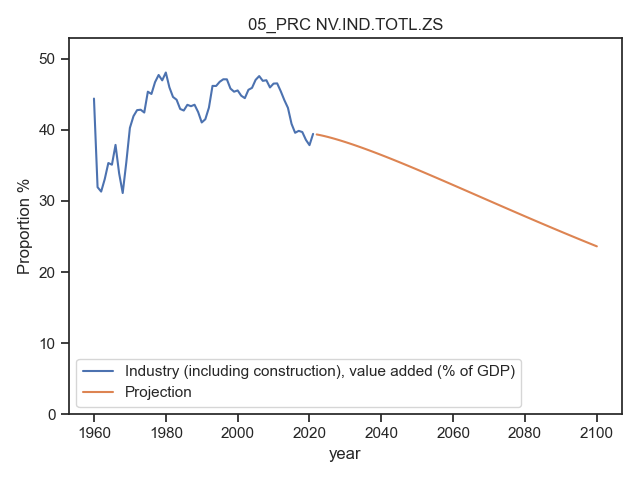 05_PRC NV.IND.TOTL.ZS
Proportion %
50
40
30
20
10
0
Industry (including construction), value added (% of GDP)
Projection
1960 1980 2000 2020 2040 2060 2080 2100
year